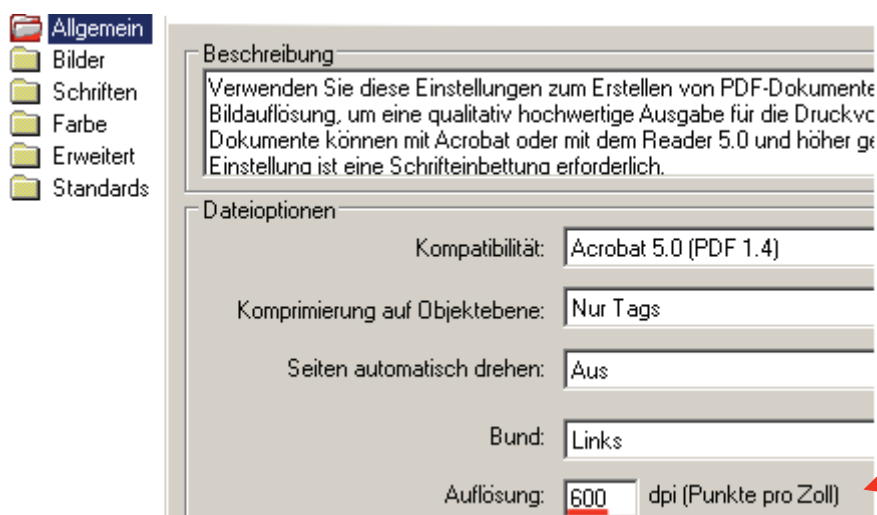 Allgemein
Bilder
Schriften
Farbe
Erweitert
Standards
Beschreibung
Verwenden Sie diese Einstellungen zum Erstellen von PDF-Dokumente
Bildauflösung, um eine qualitativ hochwertige Ausgabe für die Druckvo
Dokumente können mit Acrobat oder mit dem Reader 5.0 und höher ge
Einstellung ist eine Schrifteinbettung erforderlich.
Dateioptionen
Kompatibilität: Acrobat 5.0 (PDF 1.4)
Komprimierung auf Objektebene: Nur Tags
Seiten automatisch drehen: Aus
Bund: Links
Auflösung: 600 dpi (Punkte pro Zoll)